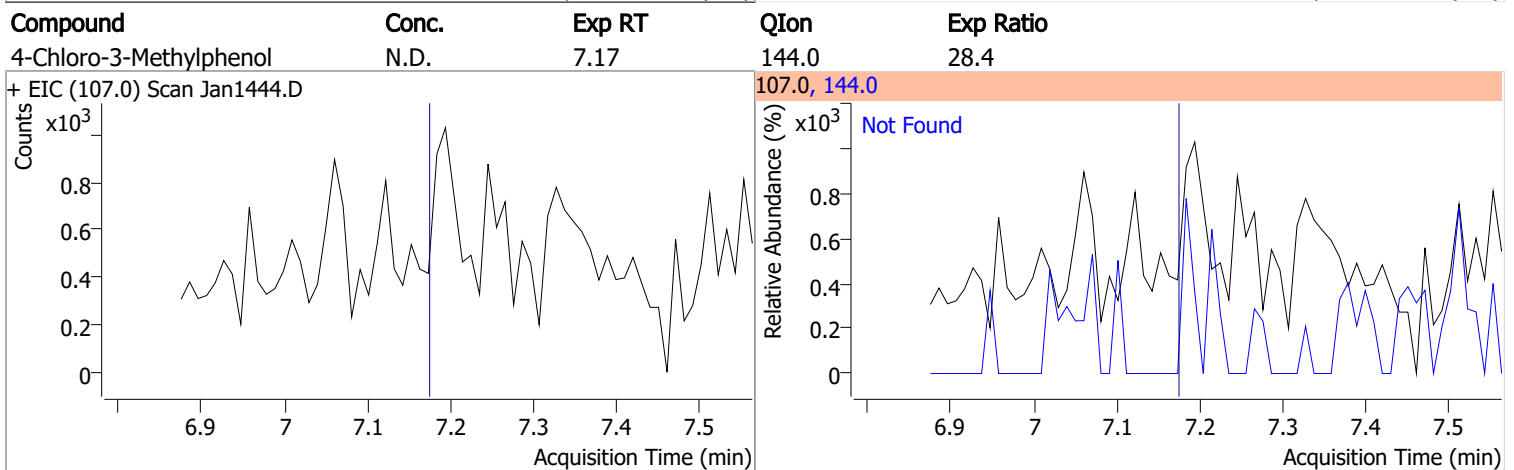 Compound Conc. Exp RT QIon Exp Ratio
4-Chloro-3-Methylphenol N.D. 7.17 144.0 28.4
+ EIC (107.0) Scan Jan1444.D
Counts
x10³
0.8
0.6
0.4
0.2
0
6.9 7 7.1 7.2 7.3 7.4 7.5
Acquisition Time (min)
107.0, 144.0
Relative Abundance (%)
x10³
Not Found
0.8
0.6
0.4
0.2
0
6.9 7 7.1 7.2 7.3 7.4 7.5
Acquisition Time (min)